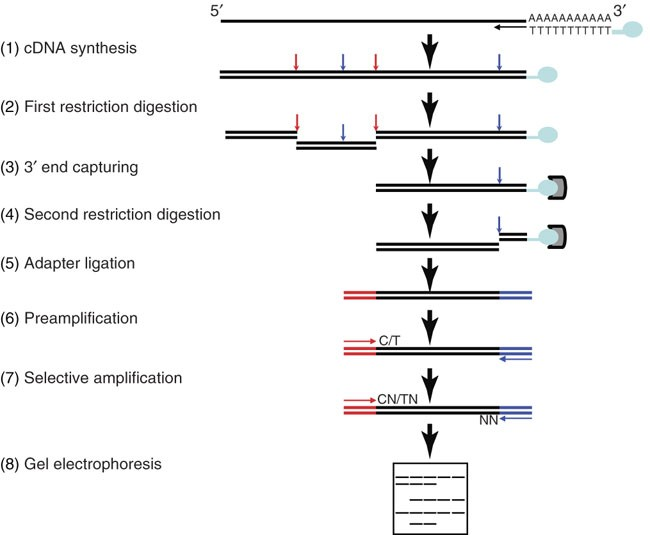 5′ 3′
AAAAAAAAAAA
TTTTTTTTTTT
(1) cDNA synthesis
(2) First restriction digestion
(3) 3′ end capturing
(4) Second restriction digestion
(5) Adapter ligation
(6) Preamplification
C/T
(7) Selective amplification
CN/TN
NN
(8) Gel electrophoresis